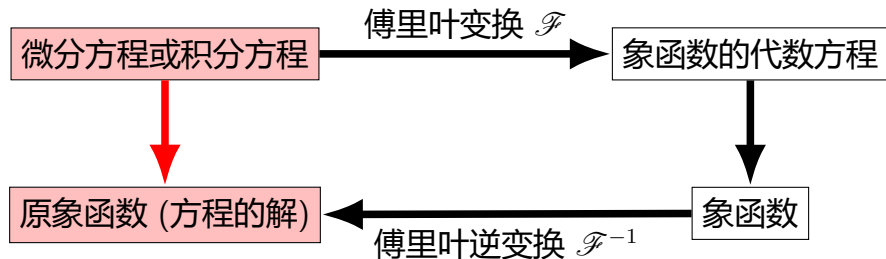 傅里叶变换 ℱ
微分方程或积分方程
象函数的代数方程
原象函数 (方程的解)
象函数
傅里叶逆变换 ℱ⁻¹